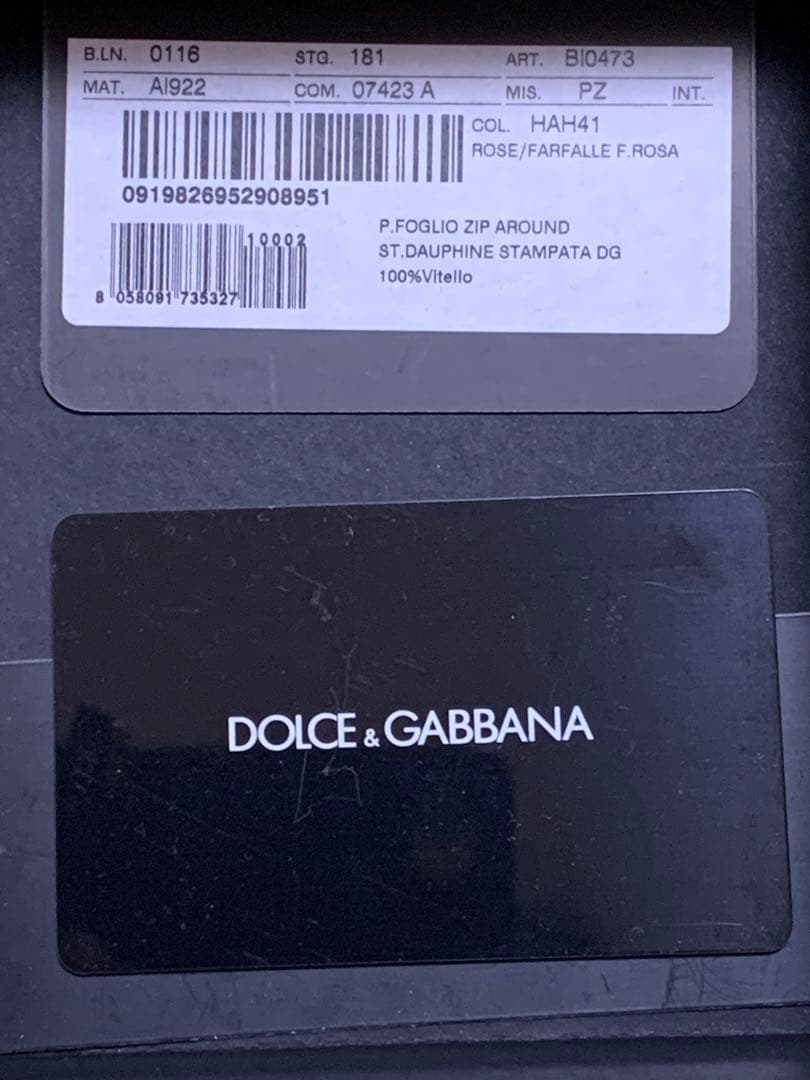 B.LN. 0116 STG. 181 ART. BI0473
MAT. AI922 COM. 07423 A MIS. PZ INT.
COL. HAH41
ROSE/FARFALLE F.ROSA
0919826952908951
10002
8 058091 735327
P.FOGLIO ZIP AROUND
ST.DAUPHINE STAMPATA DG
100%Vitello
DOLCE & GABBANA